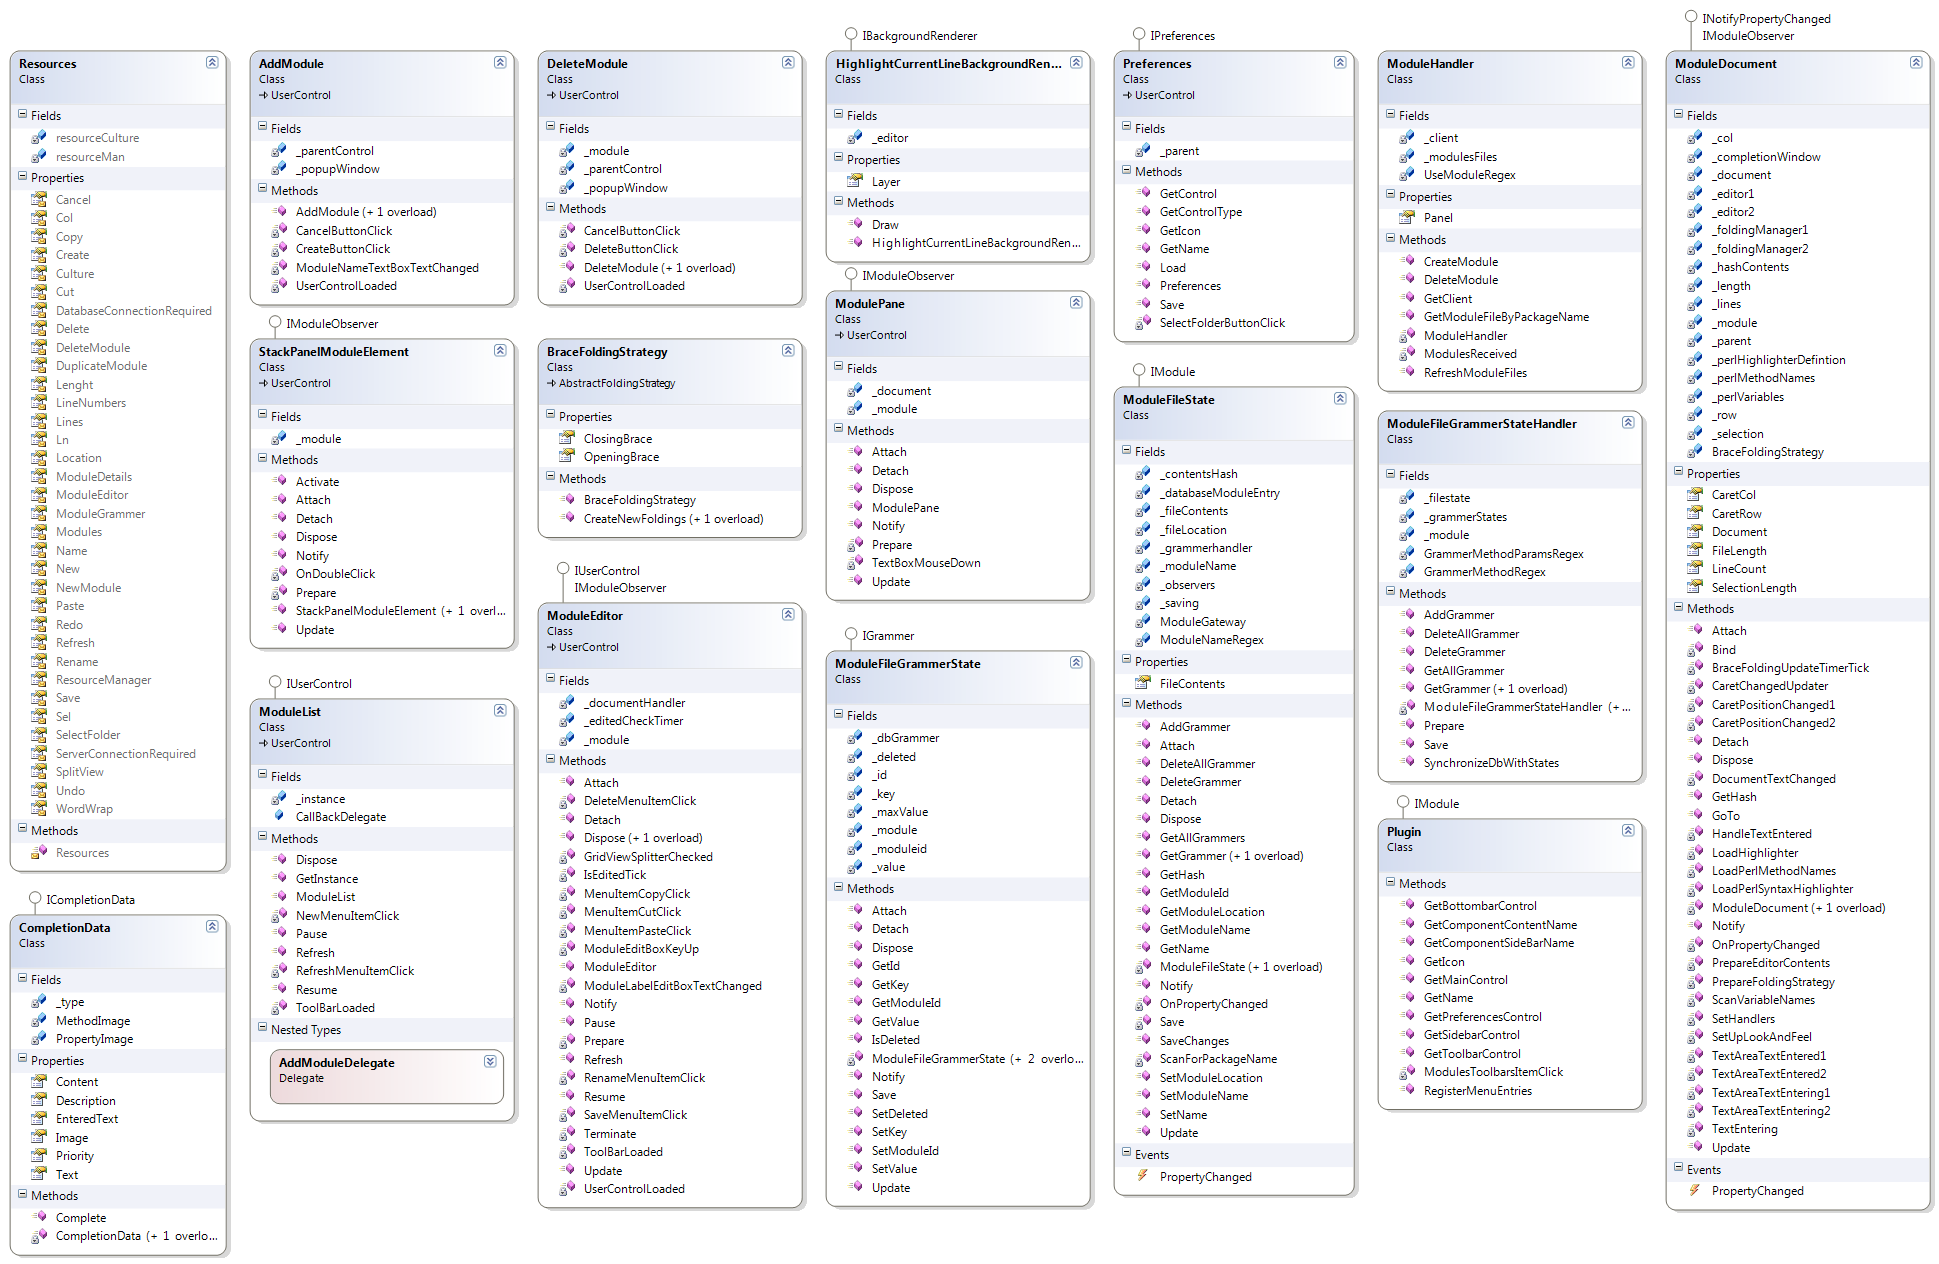 Resources
Class
Fields
resourceCulture
resourceMan
Properties
Cancel
Col
Copy
Create
Culture
Cut
DatabaseConnectionRequired
Delete
DeleteModule
DuplicateModule
Lenght
LineNumbers
Lines
Ln
Location
ModuleDetails
ModuleEditor
ModuleGrammer
Modules
Name
New
NewModule
Paste
Redo
Refresh
Rename
ResourceManager
Save
Sel
SelectFolder
ServerConnectionRequired
SplitView
Undo
WordWrap
Methods
Resources
ICompletionData
CompletionData
Class
Fields
_type
MethodImage
PropertyImage
Properties
Content
Description
EnteredText
Image
Priority
Text
Methods
Complete
CompletionData (+ 1 overlo...
AddModule
Class
UserControl
Fields
_parentControl
_popupWindow
Methods
AddModule (+ 1 overload)
CancelButtonClick
CreateButtonClick
ModuleNameTextBoxTextChanged
UserControlLoaded
IModuleObserver
StackPanelModuleElement
Class
UserControl
Fields
_module
Methods
Activate
Attach
Detach
Dispose
Notify
OnDoubleClick
Prepare
StackPanelModuleElement (+ 1 overl...
Update
IUserControl
ModuleList
Class
UserControl
Fields
_instance
CallBackDelegate
Methods
Dispose
GetInstance
ModuleList
NewMenuItemClick
Pause
Refresh
RefreshMenuItemClick
Resume
ToolBarLoaded
Nested Types
AddModuleDelegate
Delegate
DeleteModule
Class
UserControl
Fields
_module
_parentControl
_popupWindow
Methods
CancelButtonClick
DeleteButtonClick
DeleteModule (+ 1 overload)
UserControlLoaded
BraceFoldingStrategy
Class
AbstractFoldingStrategy
Properties
ClosingBrace
OpeningBrace
Methods
BraceFoldingStrategy
CreateNewFoldings (+ 1 overload)
IUserControl
IModuleObserver
ModuleEditor
Class
UserControl
Fields
_documentHandler
_editedCheckTimer
_module
Methods
Attach
DeleteMenuItemClick
Detach
Dispose (+ 1 overload)
GridViewSplitterChecked
IsEditedTick
MenuItemCopyClick
MenuItemCutClick
MenuItemPasteClick
ModuleEditBoxKeyUp
ModuleEditor
ModuleLabelEditBoxTextChanged
Notify
Pause
Prepare
Refresh
RenameMenuItemClick
Resume
SaveMenuItemClick
Terminate
ToolBarLoaded
Update
UserControlLoaded
IBackgroundRenderer
HighlightCurrentLineBackgroundRen...
Class
Fields
_editor
Properties
Layer
Methods
Draw
HighlightCurrentLineBackgroundRen...
IModuleObserver
ModulePane
Class
UserControl
Fields
_document
_module
Methods
Attach
Detach
Dispose
ModulePane
Notify
Prepare
TextBoxMouseDown
Update
IGrammer
ModuleFileGrammerState
Class
Fields
_dbGrammer
_deleted
_id
_key
_maxValue
_module
_moduleid
_value
Methods
Attach
Detach
Dispose
GetId
GetKey
GetModuleId
GetValue
IsDeleted
ModuleFileGrammerState (+ 2 overlo...
Notify
Save
SetDeleted
SetKey
SetModuleId
SetValue
Update
IPreferences
Preferences
Class
UserControl
Fields
_parent
Methods
GetControl
GetControlType
GetIcon
GetName
Load
Preferences
Save
SelectFolderButtonClick
IModule
ModuleFileState
Class
Fields
_contentsHash
_databaseModuleEntry
_fileContents
_fileLocation
_grammerhandler
_moduleName
_observers
_saving
ModuleGateway
ModuleNameRegex
Properties
FileContents
Methods
AddGrammer
Attach
DeleteAllGrammer
DeleteGrammer
Detach
Dispose
GetAllGrammers
GetGrammer (+ 1 overload)
GetHash
GetModuleId
GetModuleLocation
GetModuleName
GetName
ModuleFileState (+ 1 overload)
Notify
OnPropertyChanged
Save
SaveChanges
ScanForPackageName
SetModuleLocation
SetModuleName
SetName
Update
Events
PropertyChanged
ModuleHandler
Class
Fields
_client
_modulesFiles
UseModuleRegex
Properties
Panel
Methods
CreateModule
DeleteModule
GetClient
GetModuleFileByPackageName
ModuleHandler
ModulesReceived
RefreshModuleFiles
ModuleFileGrammerStateHandler
Class
Fields
_filestate
_grammerStates
_module
GrammerMethodParamsRegex
GrammerMethodRegex
Methods
AddGrammer
DeleteAllGrammer
DeleteGrammer
GetAllGrammer
GetGrammer (+ 1 overload)
ModuleFileGrammerStateHandler (+...
Prepare
Save
SynchronizeDbWithStates
IModule
Plugin
Class
Methods
GetBottombarControl
GetComponentContentName
GetComponentSideBarName
GetIcon
GetMainControl
GetName
GetPreferencesControl
GetSidebarControl
GetToolbarControl
ModulesToolbarsItemClick
RegisterMenuEntries
INotifyPropertyChanged
IModuleObserver
ModuleDocument
Class
Fields
_col
_completionWindow
_document
_editor1
_editor2
_foldingManager1
_foldingManager2
_hashContents
_length
_lines
_module
_parent
_perlHighlighterDefintion
_perlMethodNames
_perlVariables
_row
_selection
BraceFoldingStrategy
Properties
CaretCol
CaretRow
Document
FileLength
LineCount
SelectionLength
Methods
Attach
Bind
BraceFoldingUpdateTimerTick
CaretChangedUpdater
CaretPositionChanged1
CaretPositionChanged2
Detach
Dispose
DocumentTextChanged
GetHash
GoTo
HandleTextEntered
LoadHighlighter
LoadPerlMethodNames
LoadPerlSyntaxHighlighter
ModuleDocument (+ 1 overload)
Notify
OnPropertyChanged
PrepareEditorContents
PrepareFoldingStrategy
ScanVariableNames
SetHandlers
SetUpLookAndFeel
TextAreaTextEntered1
TextAreaTextEntered2
TextAreaTextEntering1
TextAreaTextEntering2
TextEntering
Update
Events
PropertyChanged